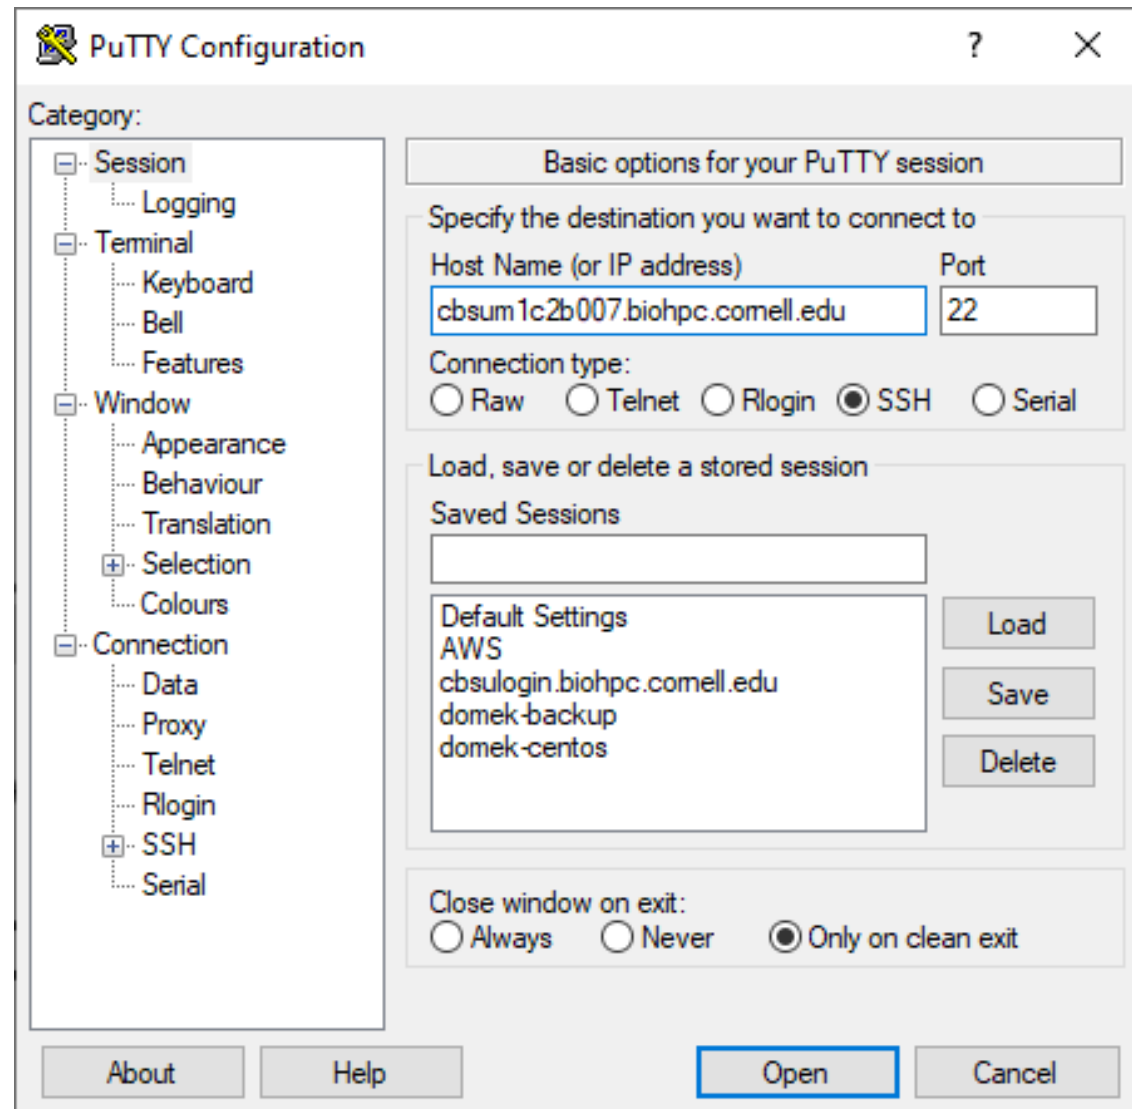 PuTTY Configuration
?
Category:
Session
Logging
Terminal
Keyboard
Bell
Features
Window
Appearance
Behaviour
Translation
Selection
Colours
Connection
Data
Proxy
Telnet
Rlogin
SSH
Serial
Basic options for your PuTTY session
Specify the destination you want to connect to
Host Name (or IP address) Port
cbsum1c2b007.biohpc.cornell.edu 22
Connection type:
Raw Telnet Rlogin SSH Serial
Load, save or delete a stored session
Saved Sessions
Default Settings
AWS
cbsulogin.biohpc.cornell.edu
domek-backup
domek-centos
Load
Save
Delete
Close window on exit:
Always Never Only on clean exit
About Help Open Cancel